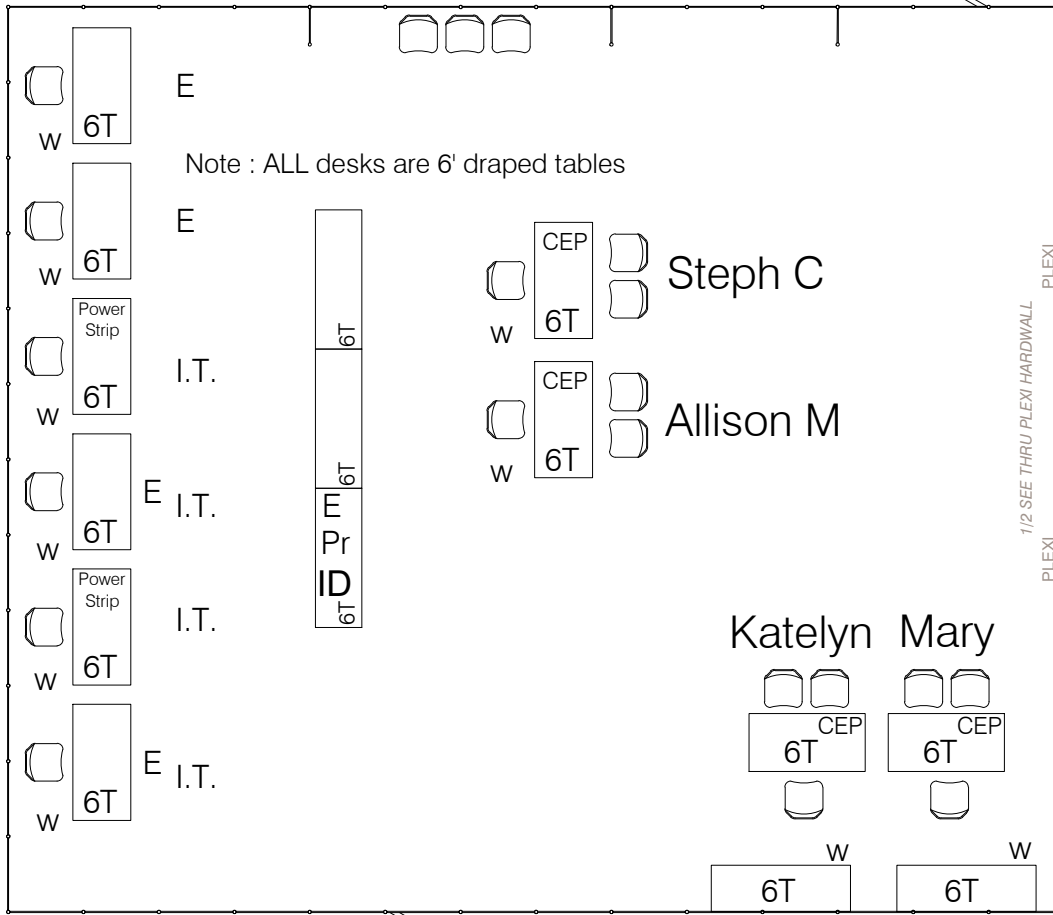 E
6T
W
Note : ALL desks are 6' draped tables
E
6T
W
Power
Strip
6T
W
I.T.
E
I.T.
6T
W
Power
Strip
6T
W
I.T.
E
I.T.
6T
W
6T
6T
E
Pr
ID
6T
CEP
6T
W
Steph C
CEP
6T
W
Allison M
PLEXI
1/2 SEE THRU PLEXI HARDWALL
PLEXI
Katelyn
Mary
CEP
6T
CEP
6T
W
6T
W
6T